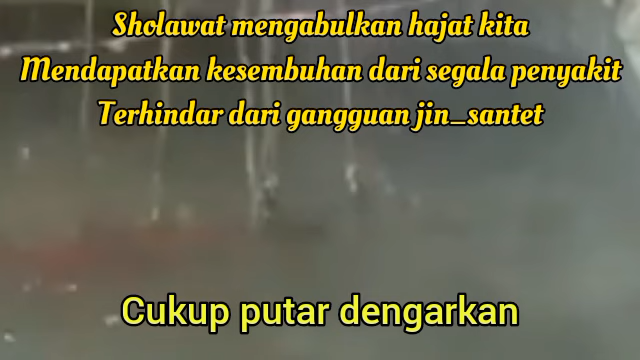 Sholawat mengabulkan hajat kita
Mendapatkan kesembuhan dari segala penyakit
Terhindar dari gangguan jin_santet
Cukup putar dengarkan